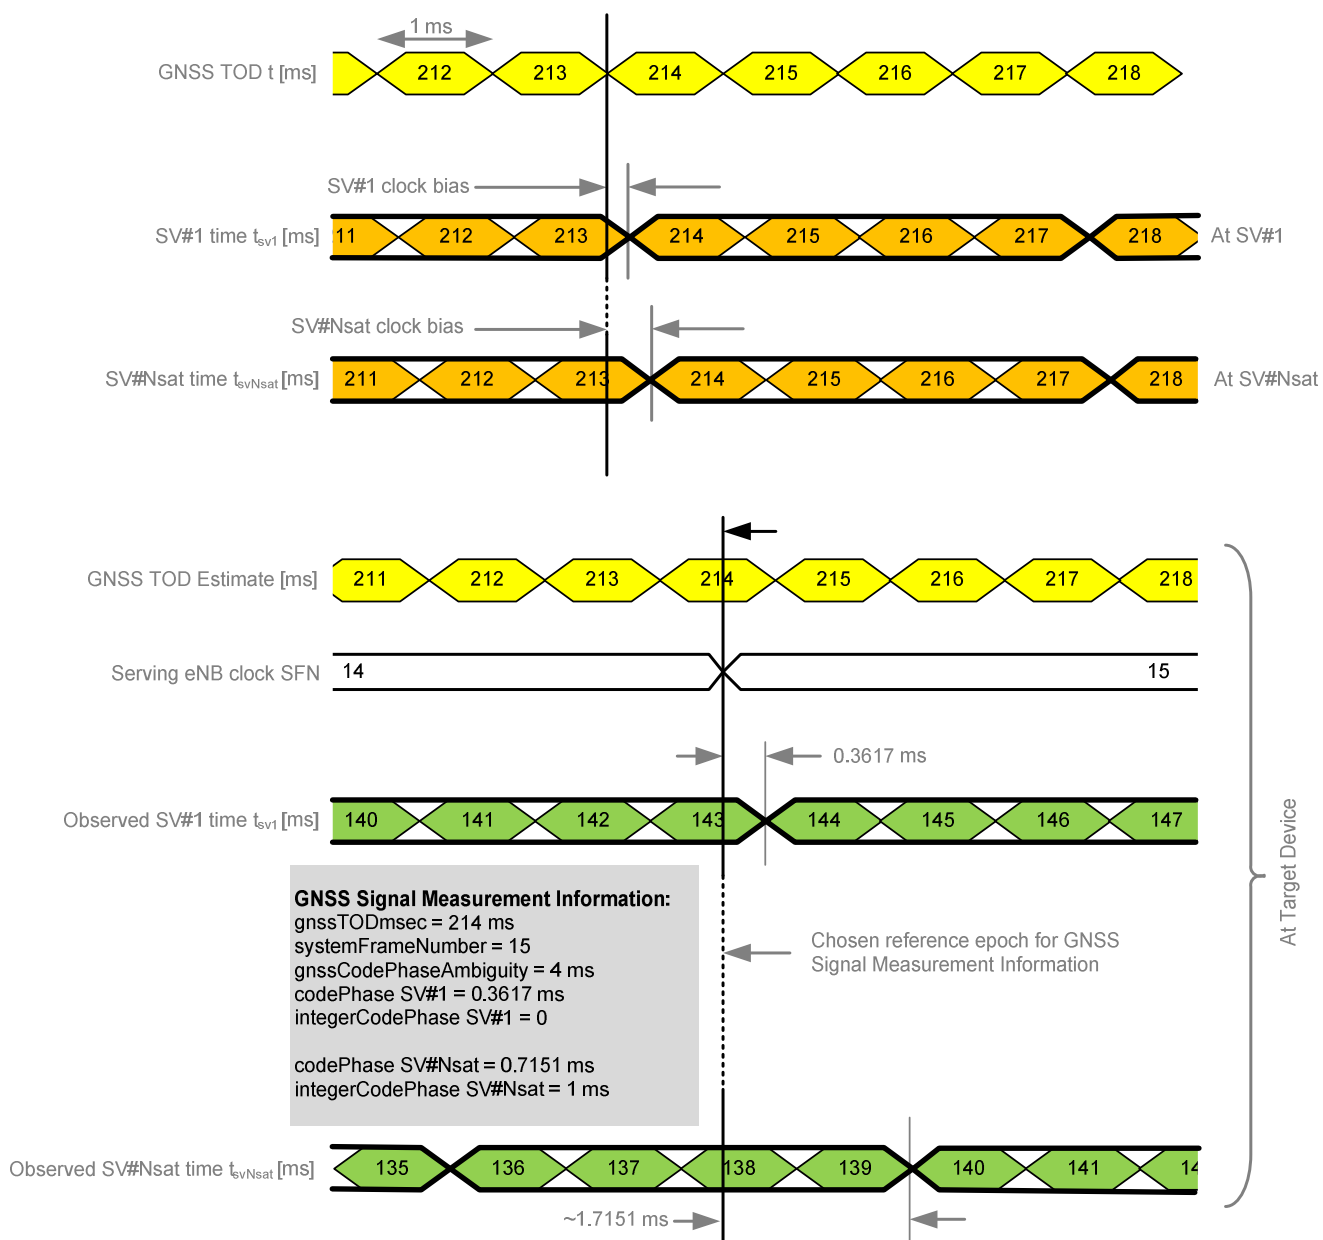 1 ms
GNSS TOD t [ms]
212 213 214 215 216 217 218
SV#1 clock bias
SV#1 time tsv1 [ms]
11 212 213 214 215 216 217 218
At SV#1
SV#Nsat clock bias
SV#Nsat time tsvNsat [ms]
211 212 213 214 215 216 217 218
At SV#Nsat
GNSS TOD Estimate [ms]
211 212 213 214 215 216 217 218
Serving eNB clock SFN
14 15
0.3617 ms
Observed SV#1 time tsv1 [ms]
140 141 142 143 144 145 146 147
At Target Device
GNSS Signal Measurement Information:
gnssTODmsec = 214 ms
systemFrameNumber = 15
gnssCodePhaseAmbiguity = 4 ms
codePhase SV#1 = 0.3617 ms
integerCodePhase SV#1 = 0
codePhase SV#Nsat = 0.7151 ms
integerCodePhase SV#Nsat = 1 ms
Chosen reference epoch for GNSS
Signal Measurement Information
Observed SV#Nsat time tsvNsat [ms]
135 136 137 138 139 140 141 14
~1.7151 ms